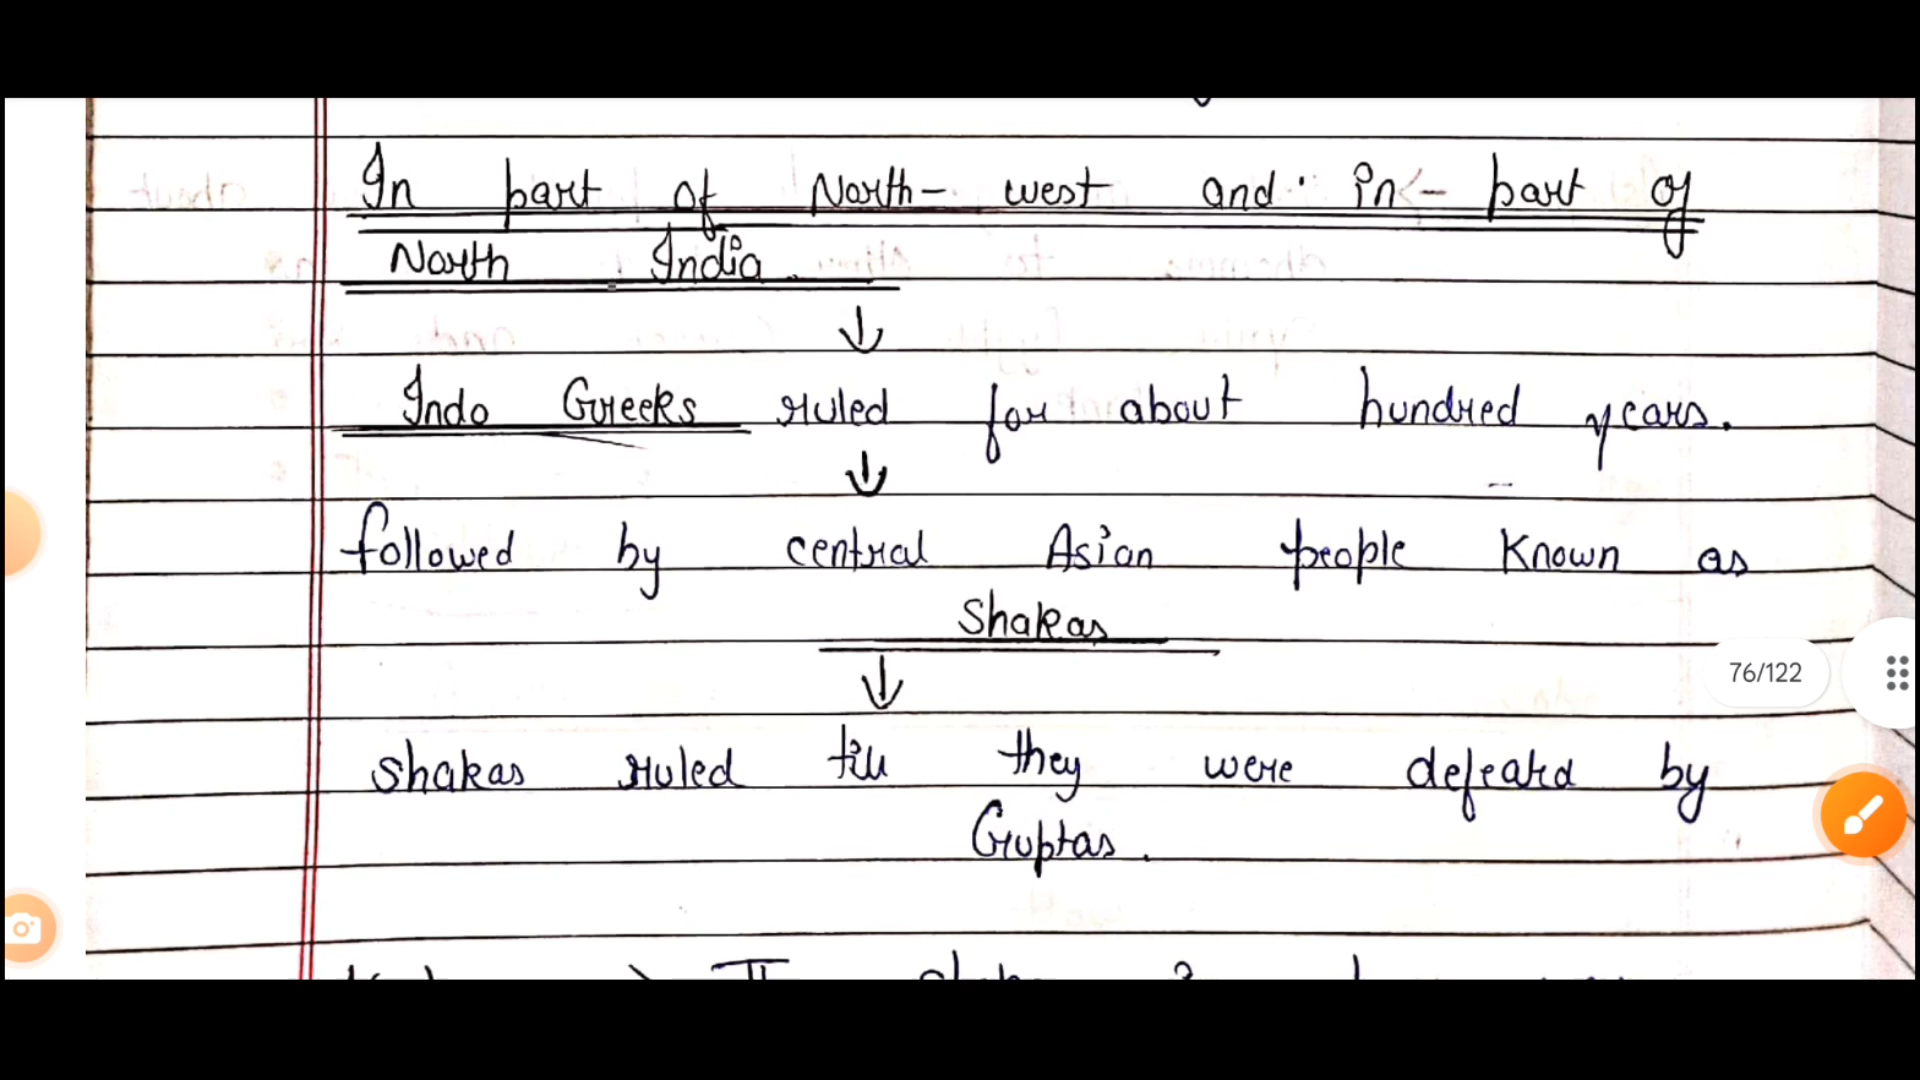 In part of North- west and in - part of
North India.
↓
Indo Greeks ruled for about hundred years.
↓
followed by central Asian people known as
Shakas
↓
76/122
shakas ruled till they were defeated by
Guptas.